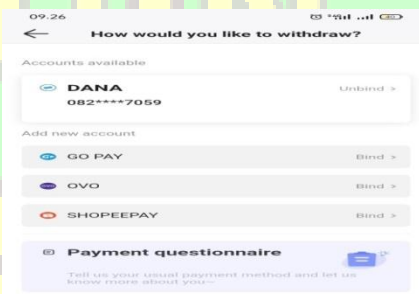 09.26
How would you like to withdraw?
Accounts available
DANA
Unbind >
082****7059
Add new account
GO PAY
Bind >
OVO
Bind >
SHOPEEPAY
Bind >
Payment questionnaire
Tell us your usual payment method and let us
know more about you~